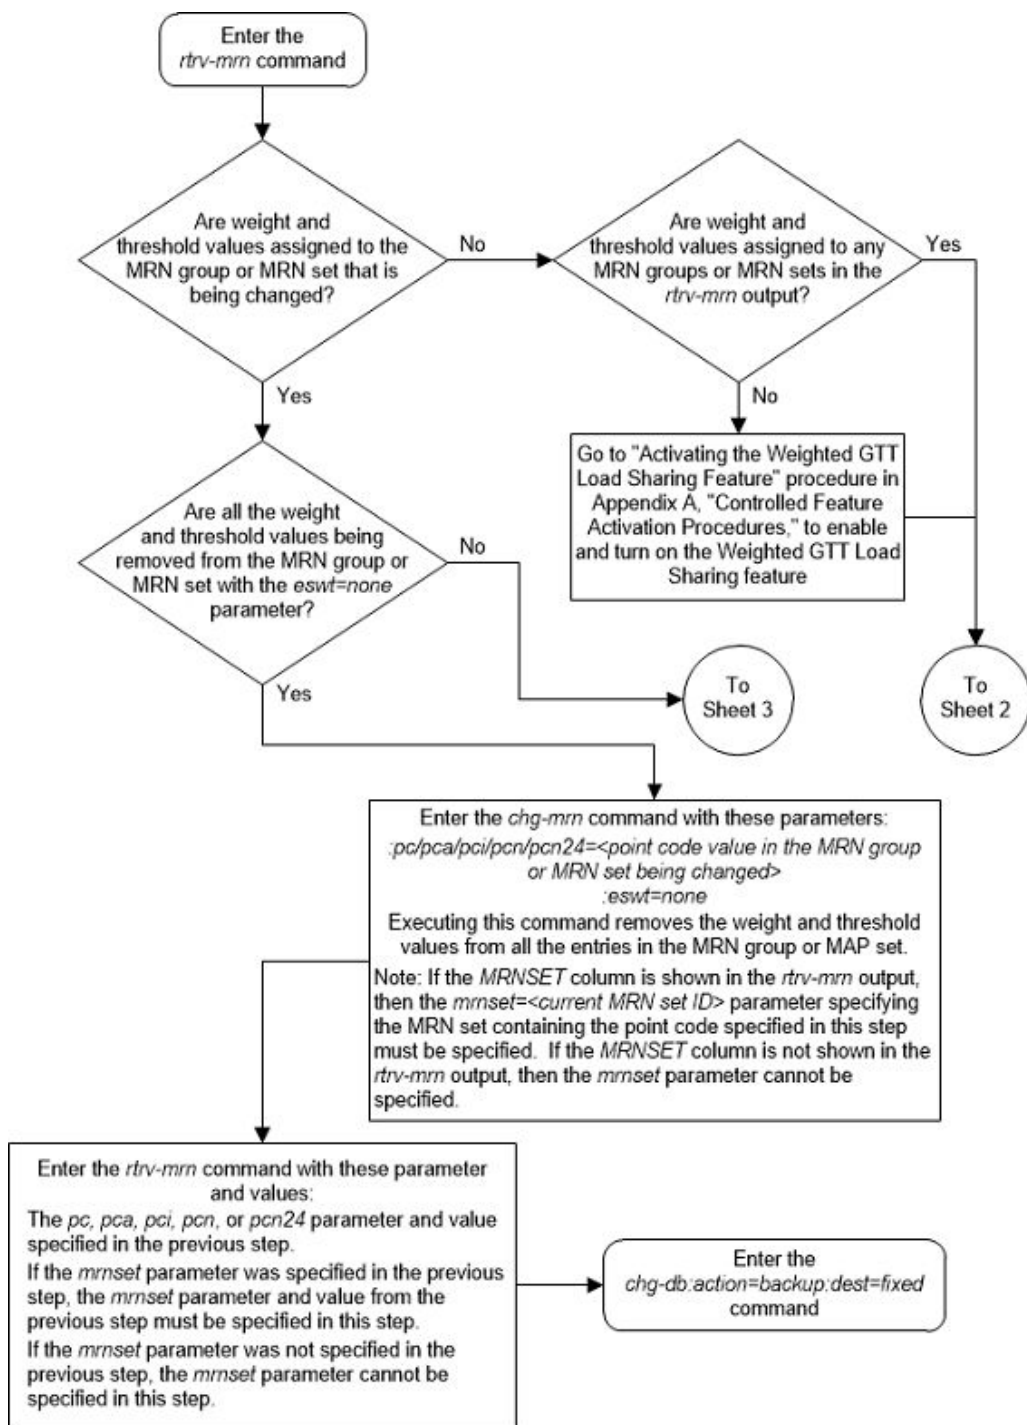 Enter the
rtrv-mrn command
Are weight and
threshold values assigned to the
MRN group or MRN set that is
being changed?
No
Are weight and
threshold values assigned to any
MRN groups or MRN sets in the
rtrv-mrn output?
Yes
Yes
No
Go to "Activating the Weighted GTT
Load Sharing Feature" procedure in
Appendix A, "Controlled Feature
Activation Procedures," to enable
and turn on the Weighted GTT Load
Sharing feature
Are all the weight
and threshold values being
removed from the MRN group or
MRN set with the eswt=none
parameter?
No
Yes
To
Sheet 3
To
Sheet 2
Enter the chg-mrn command with these parameters:
:pc/pca/pci/pcn/pcn24=<point code value in the MRN group
or MRN set being changed>
:eswt=none
Executing this command removes the weight and threshold
values from all the entries in the MRN group or MAP set.
Note: If the MRNSET column is shown in the rtrv-mrn output,
then the mrnset=<current MRN set ID> parameter specifying
the MRN set containing the point code specified in this step
must be specified.  If the MRNSET column is not shown in the
rtrv-mrn output, then the mrnset parameter cannot be
specified.
Enter the rtrv-mrn command with these parameter
and values:
The pc, pca, pci, pcn, or pcn24 parameter and value
specified in the previous step.
If the mrnset parameter was specified in the previous
step, the mrnset parameter and value from the
previous step must be specified in this step.
If the mrnset parameter was not specified in the
previous step, the mrnset parameter cannot be
specified in this step.
Enter the
chg-db:action=backup:dest=fixed
command